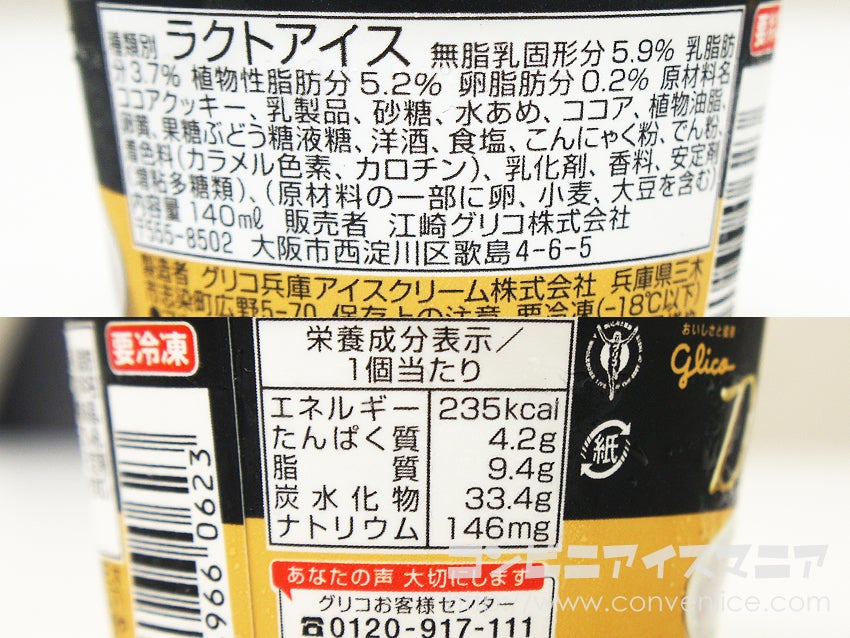 種類別 ラクトアイス 無脂乳固形分5.9% 乳脂肪
分3.7% 植物性脂肪分5.2% 卵脂肪分0.2% 原材料名
ココアクッキー、乳製品、砂糖、水あめ、ココア、植物油脂、
卵黄、果糖ぶどう糖液糖、洋酒、食塩、こんにゃく粉、でん粉、
着色料(カラメル色素、カロチン)、乳化剤、香料、安定剤
(増粘多糖類)、(原材料の一部に卵、小麦、大豆を含む)
内容量 140mℓ 販売者 江崎グリコ株式会社
〒555-8502 大阪市西淀川区歌島4-6-5
製造者 グリコ兵庫アイスクリーム株式会社 兵庫県三木
市志染町広野5-70 保存上の注意 要冷凍(-18℃以下)
要冷
要冷凍
栄養成分表示/
1個当たり
エネルギー 235kcal
たんぱく質 4.2g
脂質 9.4g
炭水化物 33.4g
ナトリウム 146mg
おいしさと健康
Glico
紙
966 0623
あなたの声 大切にします
グリコお客様センター
☎0120-917-111
コンビニアイスマニア
http://www.convenice.com/